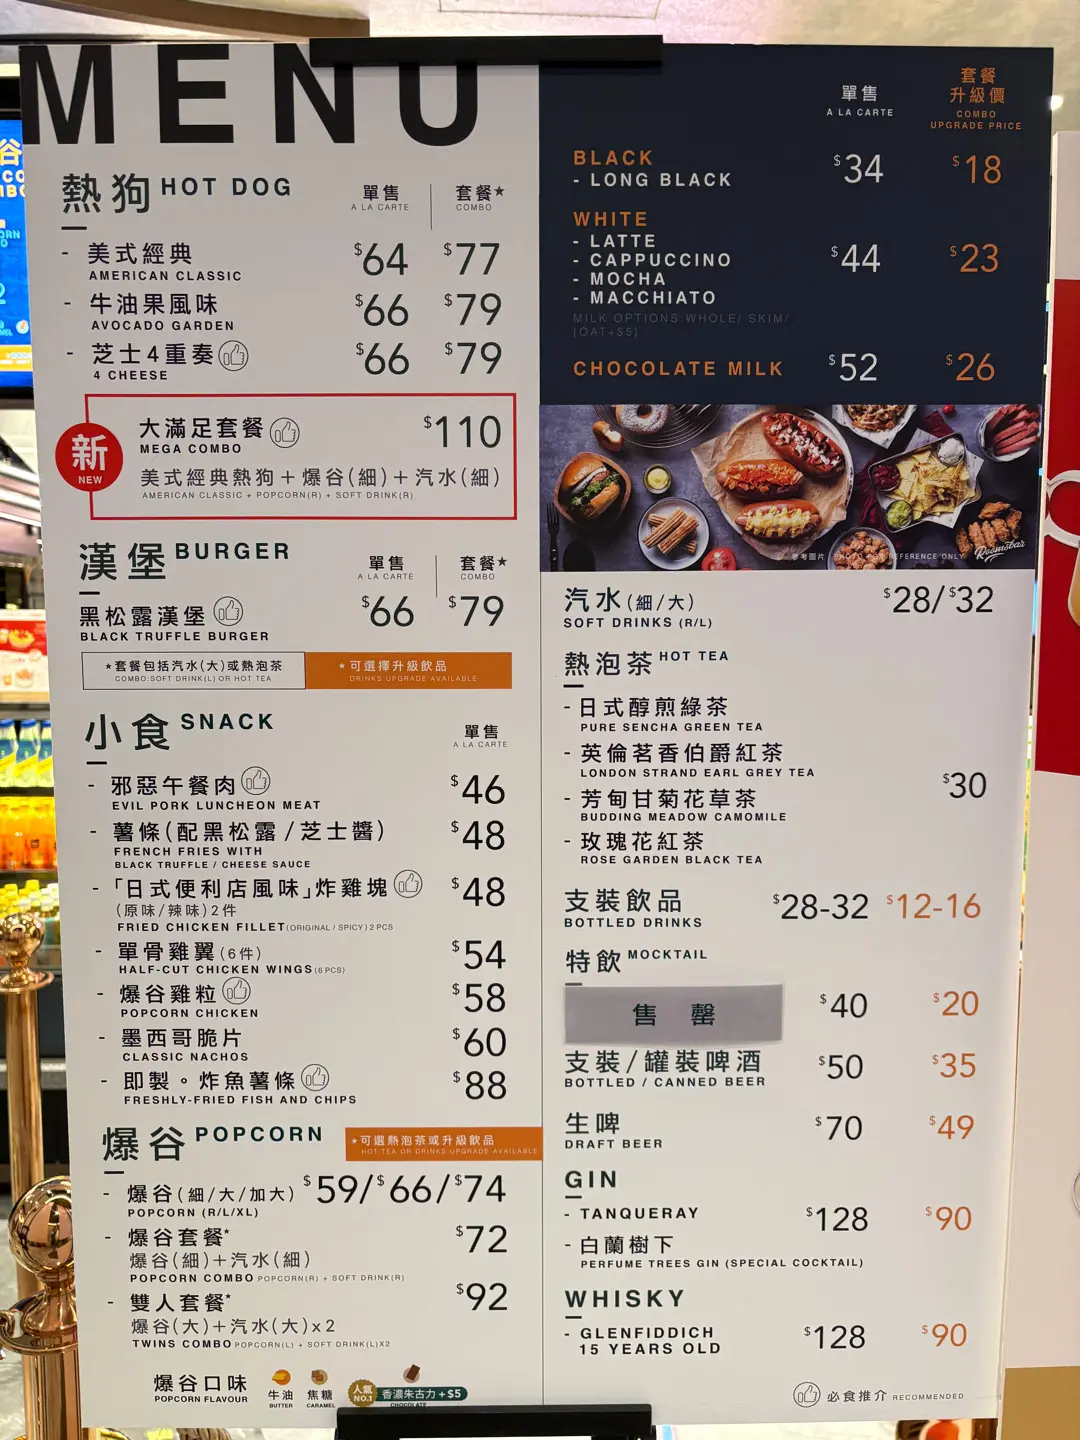 MENU
熱狗 HOT DOG
單售 套餐★
A LA CARTE COMBO
- 美式經典 $64 $77
AMERICAN CLASSIC
- 牛油果風味 $66 $79
AVOCADO GARDEN
- 芝士4重奏 $66 $79
4 CHEESE
新
NEW
大滿足套餐 $110
MEGA COMBO
美式經典熱狗＋爆谷(細)＋汽水(細)
AMERICAN CLASSIC + POPCORN(R) + SOFT DRINK(R)
漢堡 BURGER
單售 套餐★
A LA CARTE COMBO
黑松露漢堡 $66 $79
BLACK TRUFFLE BURGER
★套餐包括汽水(大)或熱泡茶
COMBO:SOFT DRINK(L) OR HOT TEA
★可選擇升級飲品
DRINKS UPGRADE AVAILABLE
小食 SNACK
單售
A LA CARTE
- 邪惡午餐肉 $46
EVIL PORK LUNCHEON MEAT
- 薯條(配黑松露/芝士醬) $48
FRENCH FRIES WITH
BLACK TRUFFLE / CHEESE SAUCE
- 「日式便利店風味」炸雞塊 $48
(原味/辣味)2件
FRIED CHICKEN FILLET(ORIGINAL / SPICY) 2 PCS
- 單骨雞翼(6件) $54
HALF-CUT CHICKEN WINGS(6 PCS)
- 爆谷雞粒 $58
POPCORN CHICKEN
- 墨西哥脆片 $60
CLASSIC NACHOS
- 即製。炸魚薯條 $88
FRESHLY-FRIED FISH AND CHIPS
爆谷 POPCORN
★可選熱泡茶或升級飲品
HOT TEA OR DRINKS UPGRADE AVAILABLE
- 爆谷(細/大/加大) $59/$66/$74
POPCORN (R/L/XL)
- 爆谷套餐* $72
爆谷(細)＋汽水(細)
POPCORN COMBO POPCORN(R) + SOFT DRINK(R)
- 雙人套餐* $92
爆谷(大)＋汽水(大)x2
TWINS COMBO POPCORN(L) + SOFT DRINK(L)X2
爆谷口味
POPCORN FLAVOUR
牛油
BUTTER
焦糖
CARAMEL
人氣
NO.1
香濃朱古力+$5
CHOCOLATE
單售 套餐
升級價
A LA CARTE COMBO
UPGRADE PRICE
BLACK
- LONG BLACK $34 $18
WHITE
- LATTE
- CAPPUCCINO $44 $23
- MOCHA
- MACCHIATO
MILK OPTIONS:WHOLE/ SKIM/
(OAT+$5)
CHOCOLATE MILK $52 $26
參考圖片 PHOTO FOR REFERENCE ONLY
Roomsbar
汽水(細/大) $28/$32
SOFT DRINKS (R/L)
熱泡茶 HOT TEA
- 日式醇煎綠茶
PURE SENCHA GREEN TEA
- 英倫茗香伯爵紅茶
LONDON STRAND EARL GREY TEA
$30
- 芳甸甘菊花草茶
BUDDING MEADOW CAMOMILE
- 玫瑰花紅茶
ROSE GARDEN BLACK TEA
支裝飲品 $28-32 $12-16
BOTTLED DRINKS
特飲 MOCKTAIL
售罄 $40 $20
支裝/罐裝啤酒 $50 $35
BOTTLED / CANNED BEER
生啤 $70 $49
DRAFT BEER
GIN
- TANQUERAY $128 $90
- 白蘭樹下
PERFUME TREES GIN (SPECIAL COCKTAIL)
WHISKY
- GLENFIDDICH $128 $90
15 YEARS OLD
必食推介 RECOMMENDED